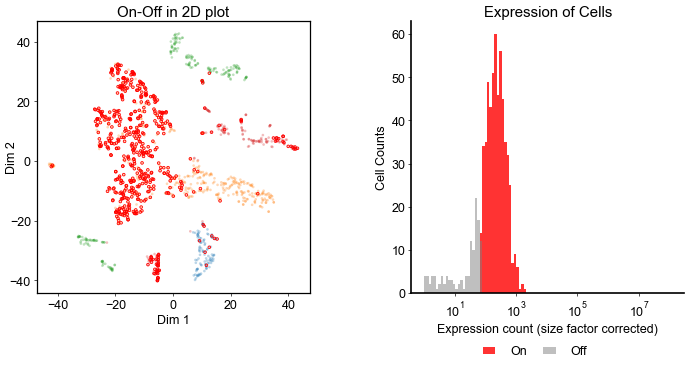 On-Off in 2D plot
Expression of Cells
40
20
0
−20
−40
Dim 2
−40
−20
0
20
40
Dim 1
60
50
40
30
20
10
0
Cell Counts
10^1
10^3
10^5
10^7
Expression count (size factor corrected)
On
Off